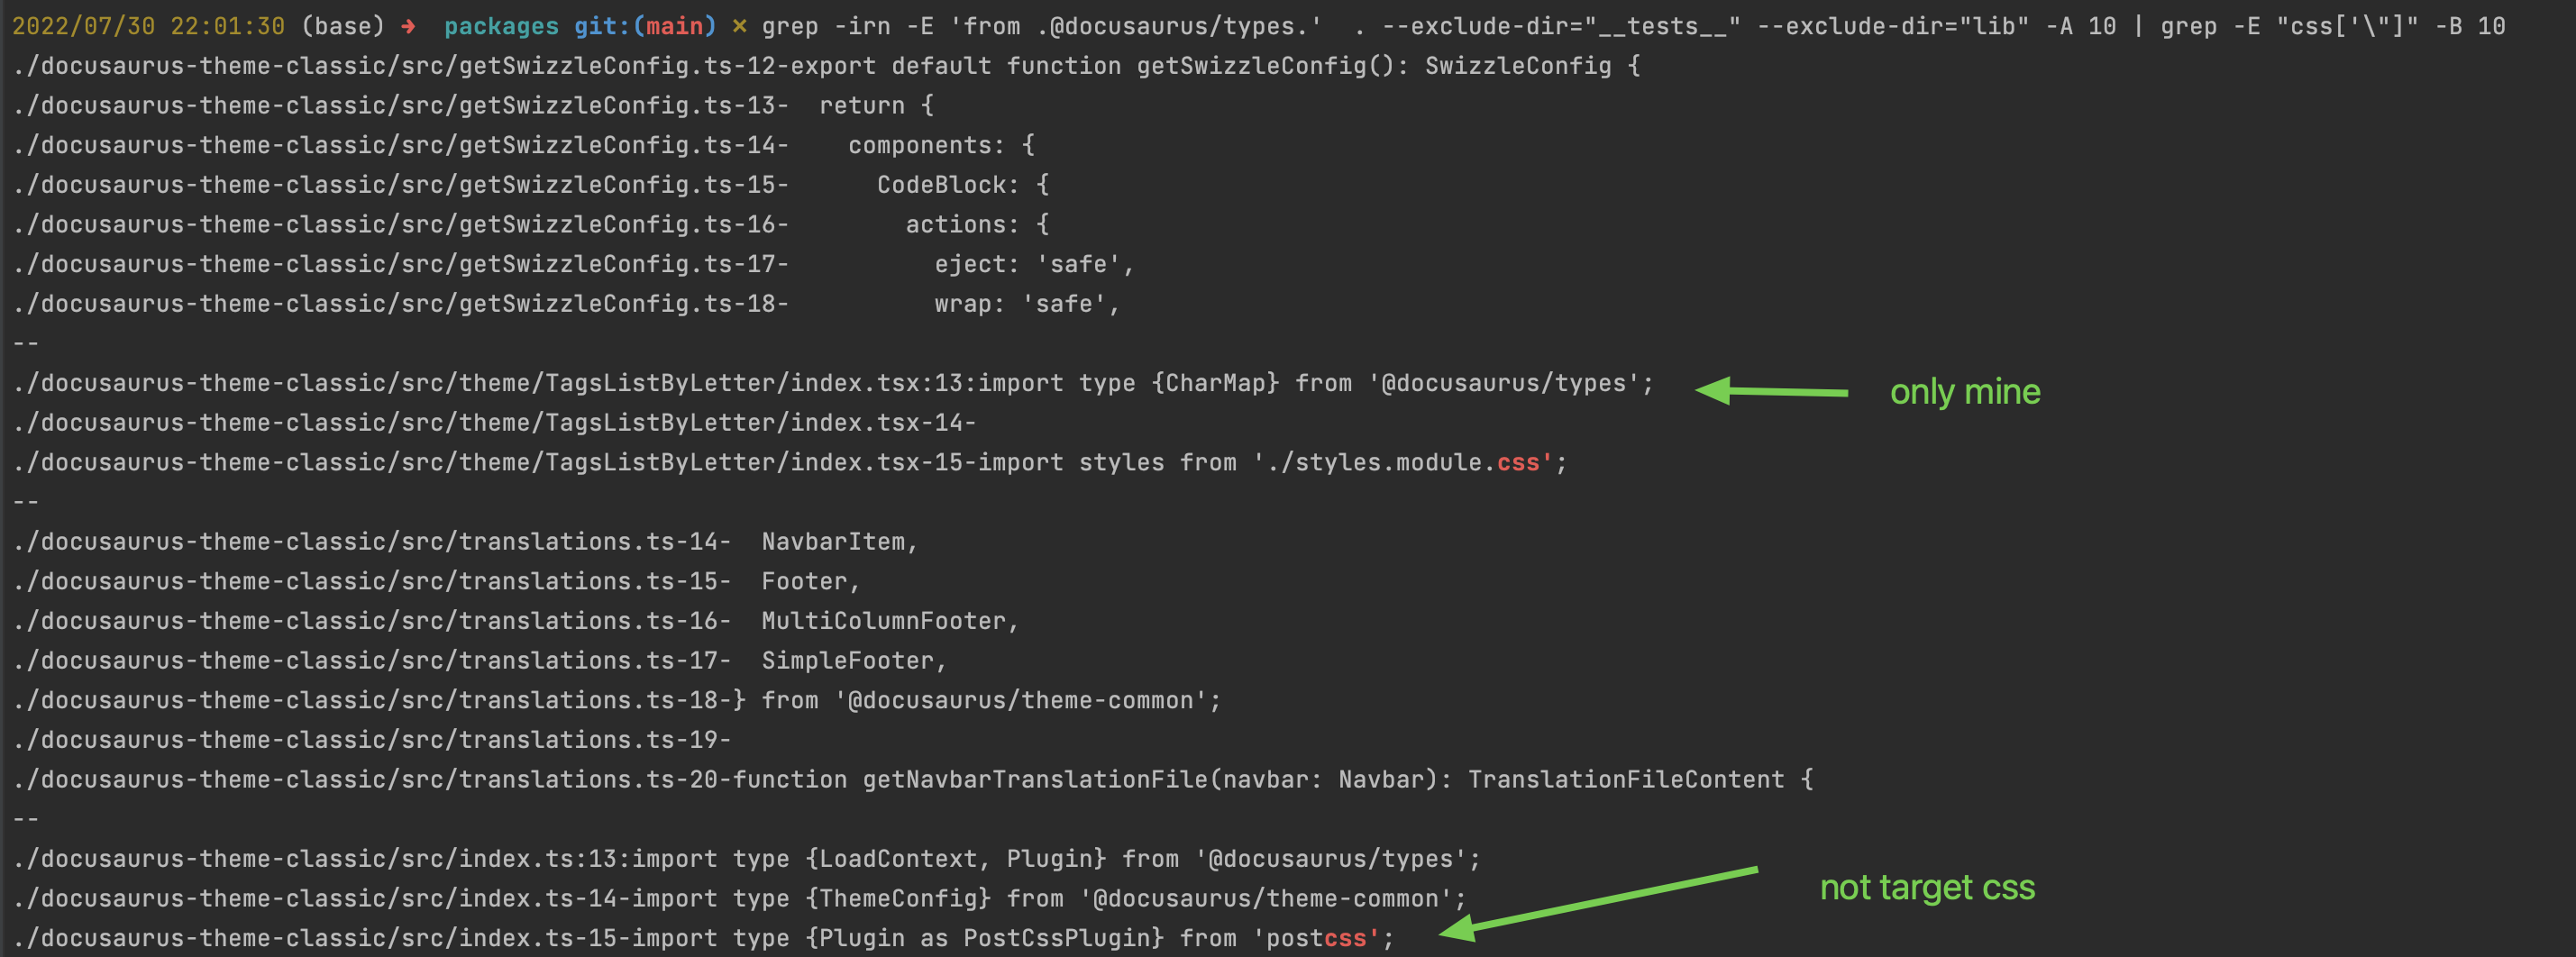 2022/07/30 22:01:30 (base) ➜  packages git:(main) ✗ grep -irn -E 'from .@docusaurus/types.'  . --exclude-dir="__tests__" --exclude-dir="lib" -A 10 | grep -E "css['\"]" -B 10
./docusaurus-theme-classic/src/getSwizzleConfig.ts-12-export default function getSwizzleConfig(): SwizzleConfig {
./docusaurus-theme-classic/src/getSwizzleConfig.ts-13-  return {
./docusaurus-theme-classic/src/getSwizzleConfig.ts-14-    components: {
./docusaurus-theme-classic/src/getSwizzleConfig.ts-15-      CodeBlock: {
./docusaurus-theme-classic/src/getSwizzleConfig.ts-16-        actions: {
./docusaurus-theme-classic/src/getSwizzleConfig.ts-17-          eject: 'safe',
./docusaurus-theme-classic/src/getSwizzleConfig.ts-18-          wrap: 'safe',
--
./docusaurus-theme-classic/src/theme/TagsListByLetter/index.tsx:13:import type {CharMap} from '@docusaurus/types';
only mine
./docusaurus-theme-classic/src/theme/TagsListByLetter/index.tsx-14-
./docusaurus-theme-classic/src/theme/TagsListByLetter/index.tsx-15-import styles from './styles.module.css';
--
./docusaurus-theme-classic/src/translations.ts-14-  NavbarItem,
./docusaurus-theme-classic/src/translations.ts-15-  Footer,
./docusaurus-theme-classic/src/translations.ts-16-  MultiColumnFooter,
./docusaurus-theme-classic/src/translations.ts-17-  SimpleFooter,
./docusaurus-theme-classic/src/translations.ts-18-} from '@docusaurus/theme-common';
./docusaurus-theme-classic/src/translations.ts-19-
./docusaurus-theme-classic/src/translations.ts-20-function getNavbarTranslationFile(navbar: Navbar): TranslationFileContent {
--
./docusaurus-theme-classic/src/index.ts:13:import type {LoadContext, Plugin} from '@docusaurus/types';
./docusaurus-theme-classic/src/index.ts-14-import type {ThemeConfig} from '@docusaurus/theme-common';
not target css
./docusaurus-theme-classic/src/index.ts-15-import type {Plugin as PostCssPlugin} from 'postcss';